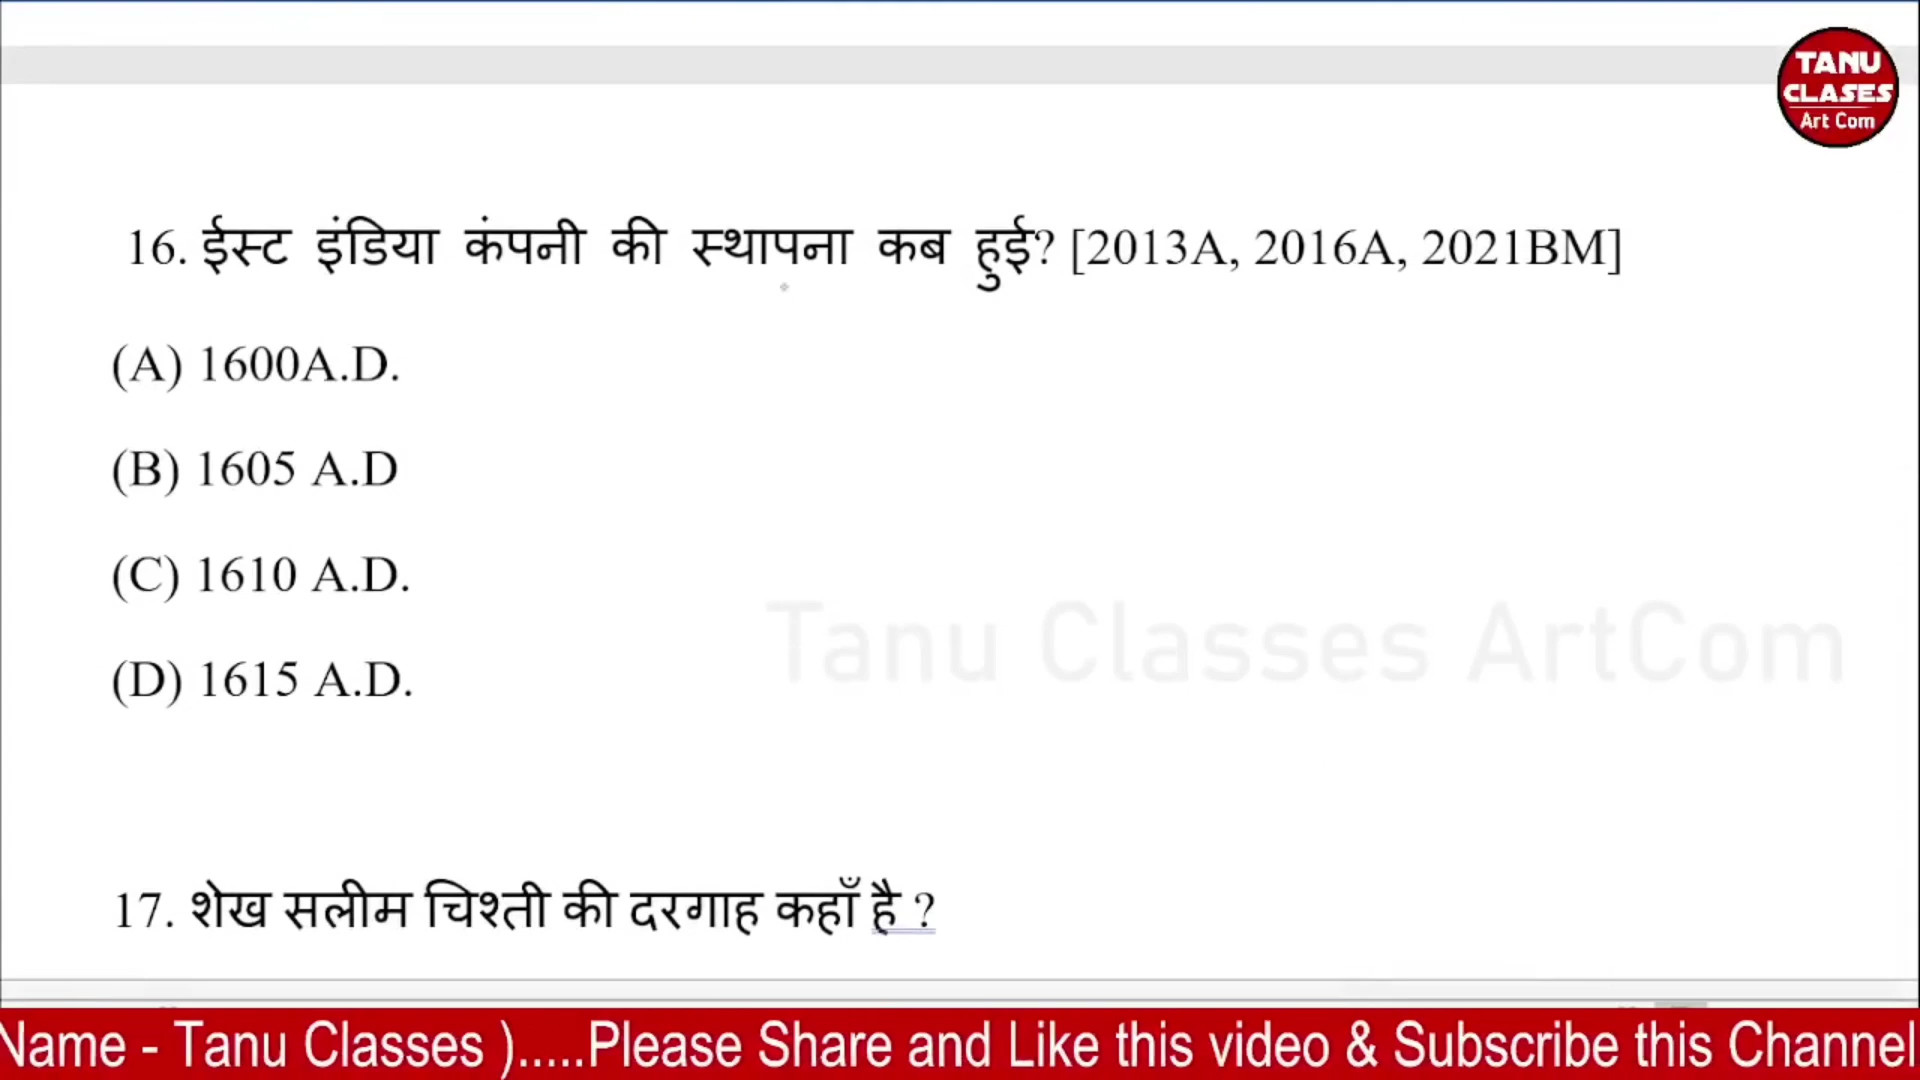 TANU
CLASES
Art Com
16. ईस्ट इंडिया कंपनी की स्थापना कब हुई? [2013A, 2016A, 2021BM]
(A) 1600A.D.
(B) 1605 A.D
(C) 1610 A.D.
(D) 1615 A.D.
Tanu Classes ArtCom
17. शेख सलीम चिश्ती की दरगाह कहाँ है ?
Name - Tanu Classes ).....Please Share and Like this video & Subscribe this Channel